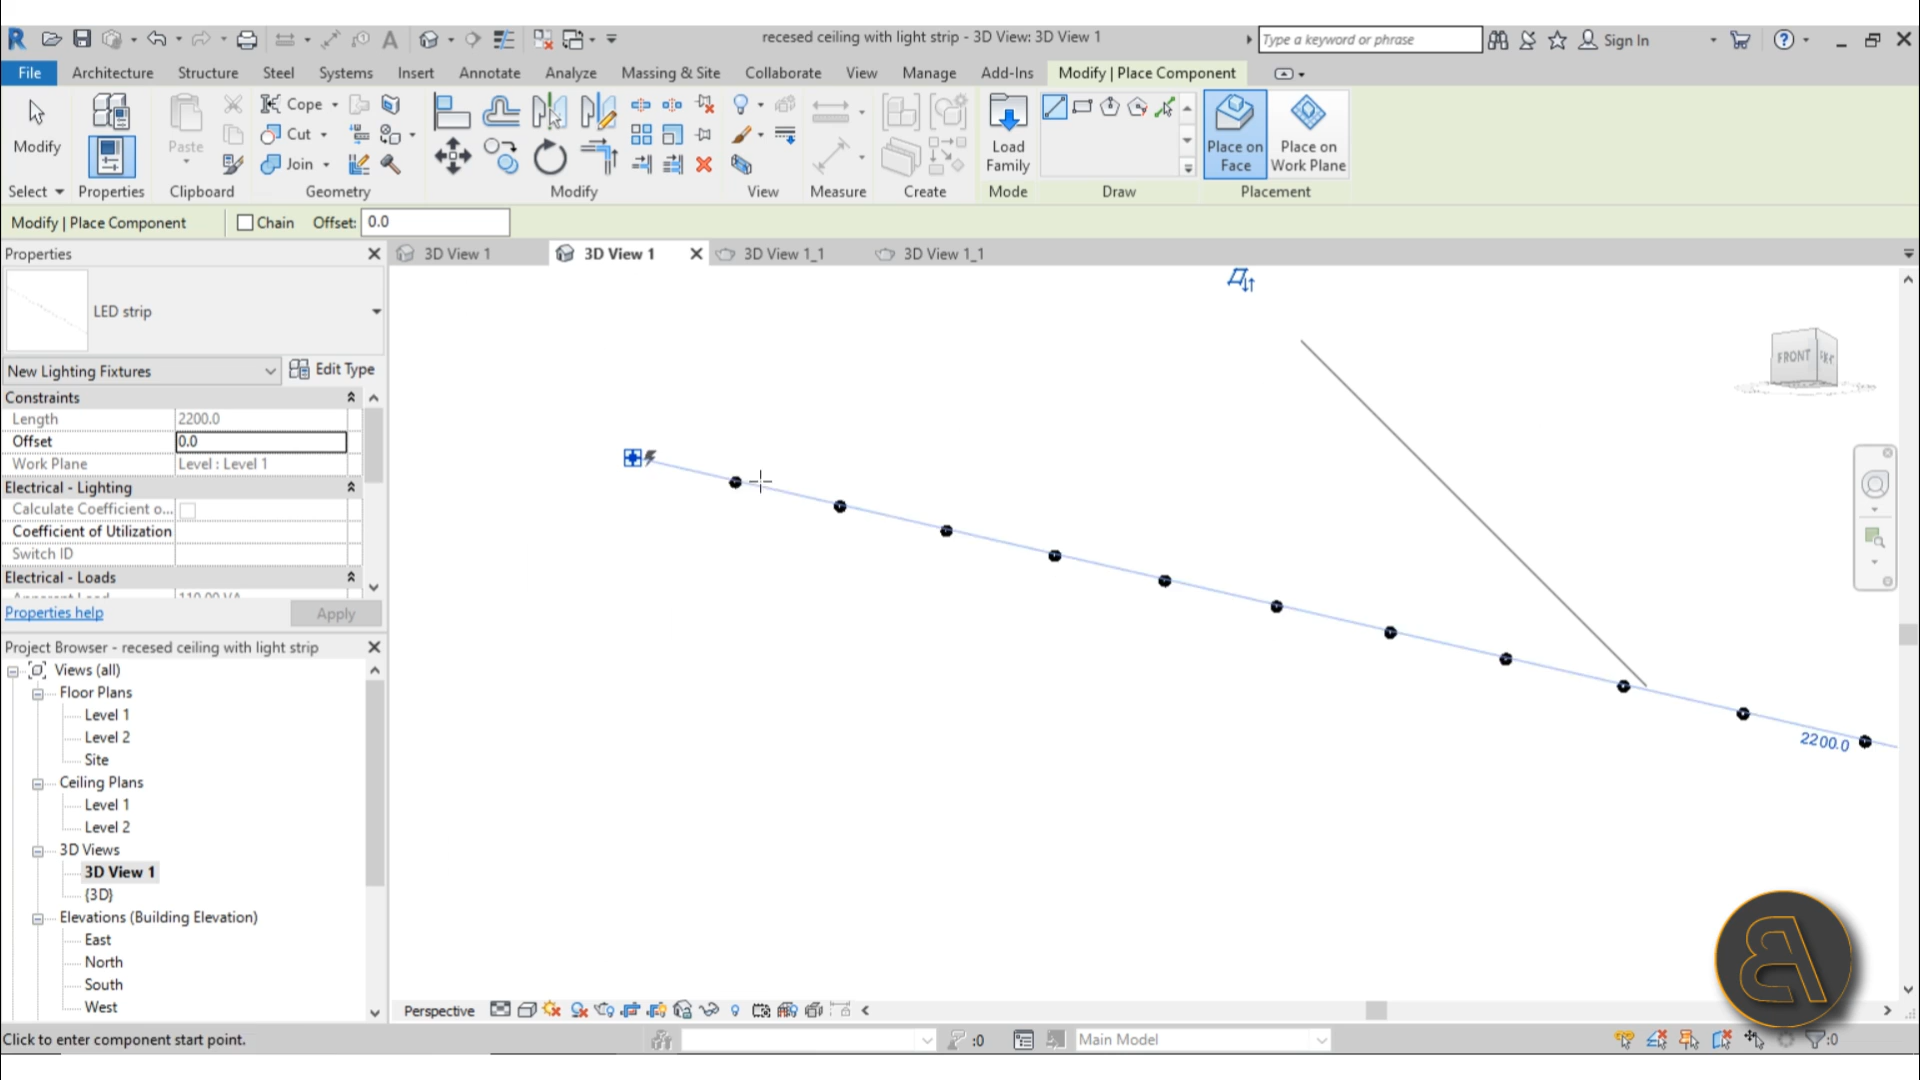 recesed ceiling with light strip - 3D View: 3D View 1
Type a keyword or phrase
Sign In
File Architecture Structure Steel Systems Insert Annotate Analyze Massing & Site Collaborate View Manage Add-Ins Modify | Place Component
Modify
Paste
Cope
Cut
Join
Load Family
Place on Face
Place on Work Plane
Select Properties Clipboard Geometry Modify View Measure Create Mode Draw Placement
Modify | Place Component Chain Offset: 0.0
Properties
3D View 1 3D View 1 3D View 1_1 3D View 1_1
LED strip
New Lighting Fixtures Edit Type
Constraints
Length 2200.0
Offset 0.0
Work Plane Level : Level 1
Electrical - Lighting
Calculate Coefficient o...
Coefficient of Utilization
Switch ID
Electrical - Loads
Properties help Apply
FRONT
2200.0
Project Browser - recesed ceiling with light strip
Views (all)
Floor Plans
Level 1
Level 2
Site
Ceiling Plans
Level 1
Level 2
3D Views
3D View 1
{3D}
Elevations (Building Elevation)
East
North
South
West
Perspective
Click to enter component start point.
:0
Main Model
:0